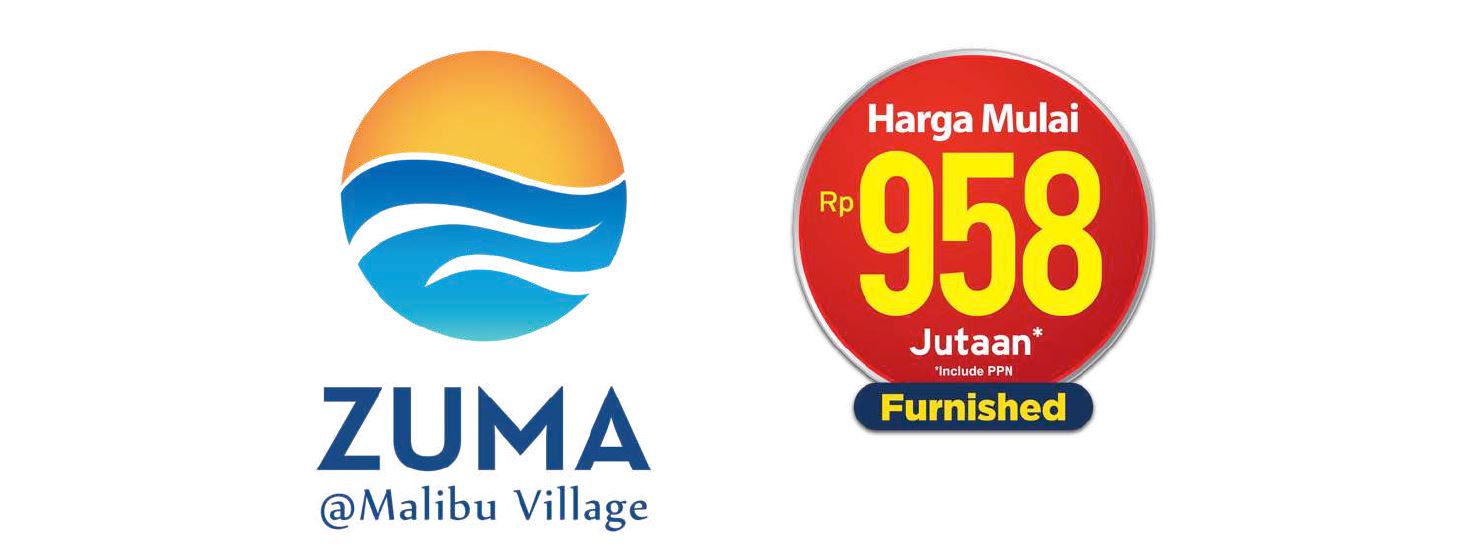 ZUMA
@Malibu Village
Harga Mulai
Rp 958
Jutaan*
*Include PPN
Furnished